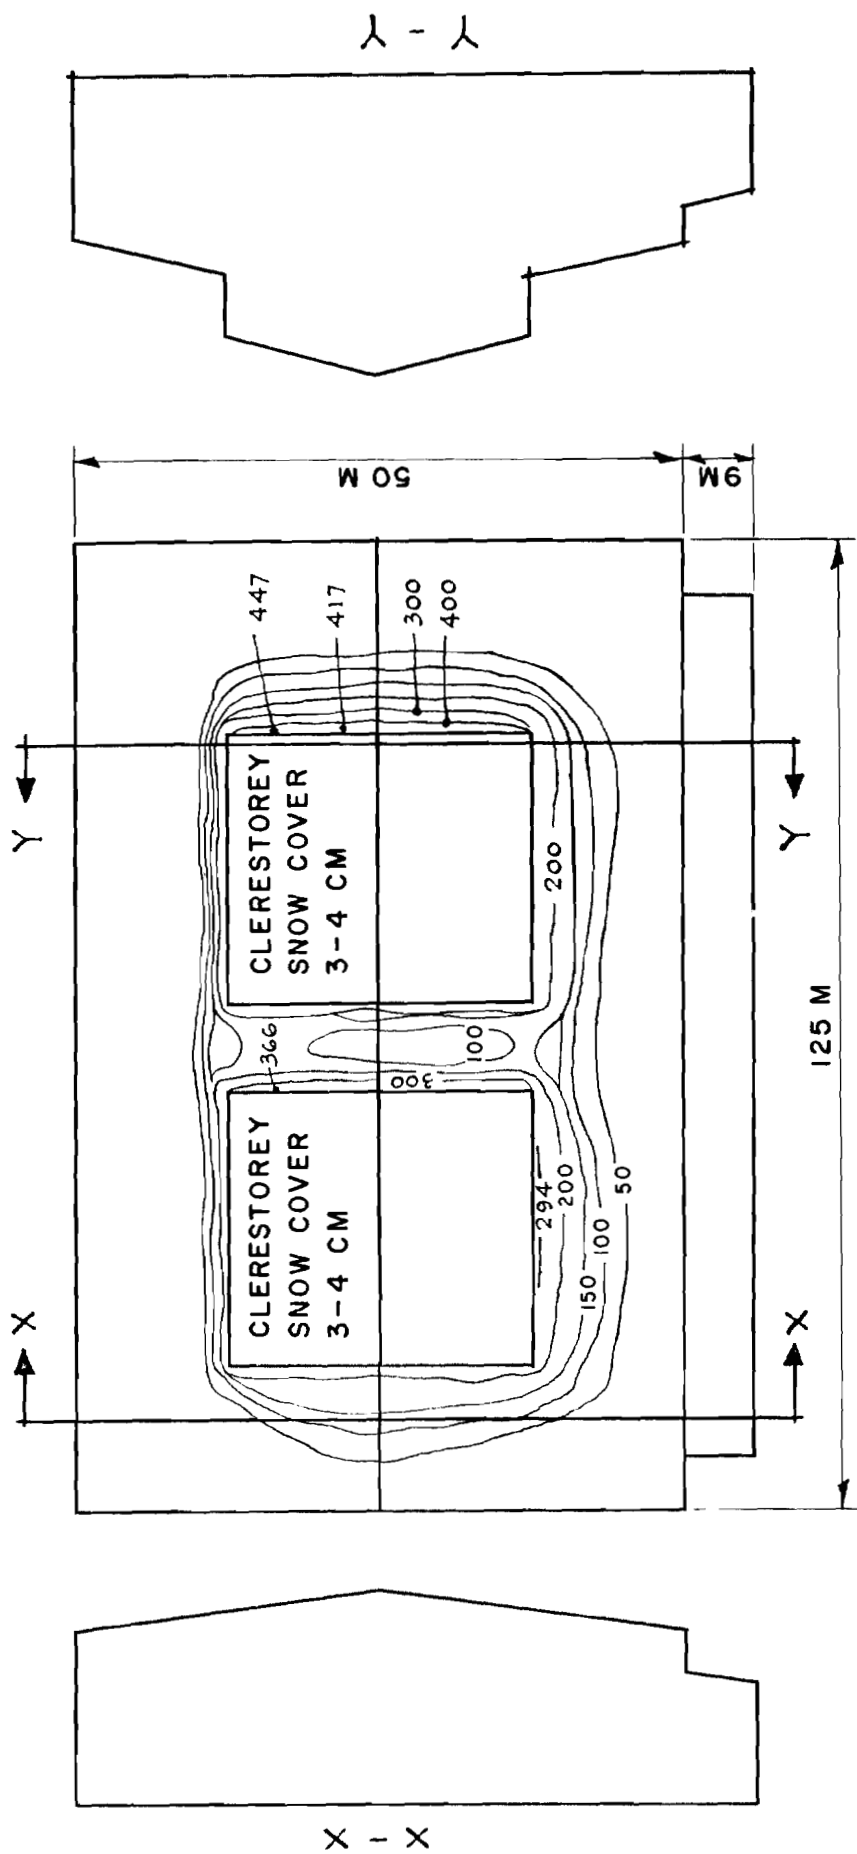 Y - Y
50 M
9M
447
417
300
400
Y
Y
CLERESTOREY
SNOW COVER
3-4 CM
200
366
100
300
125 M
CLERESTOREY
SNOW COVER
3-4 CM
294
200
150
100
50
X
X
X - X